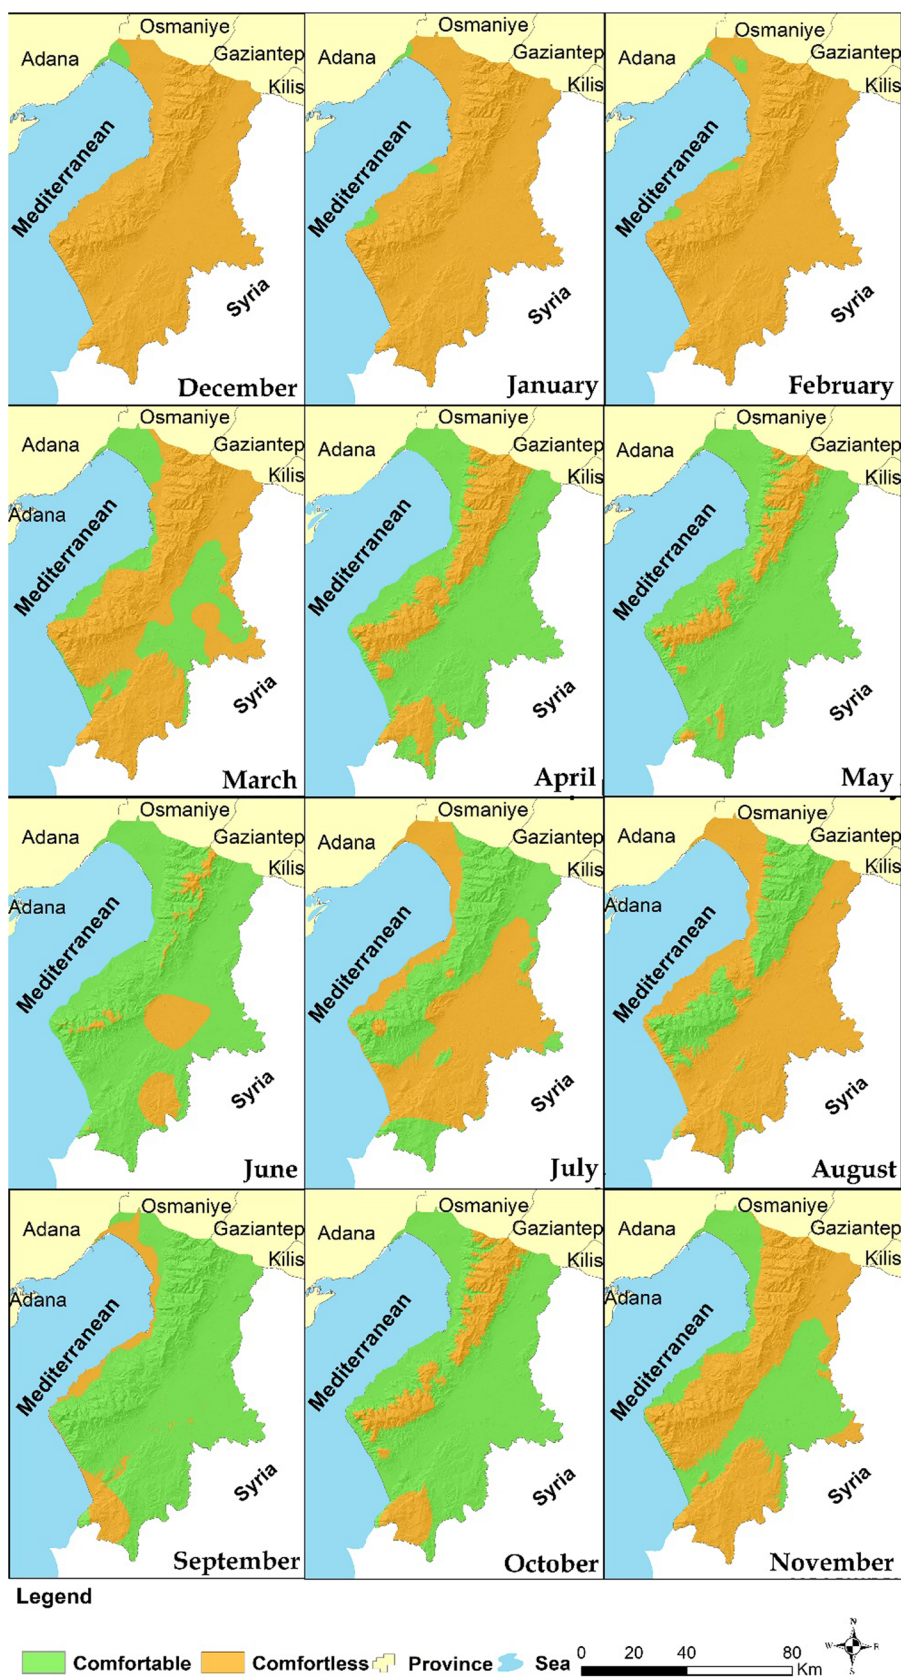 Osmaniye
Adana
Gaziantep
Kilis
Mediterranean
Syria
December
Osmaniye
Adana
Gaziantep
Kilis
Mediterranean
Syria
January
Osmaniye
Adana
Gaziantep
Kilis
Mediterranean
Syria
February
Osmaniye
Adana
Gaziantep
Kilis
Adana
Mediterranean
Syria
March
Osmaniye
Adana
Gaziantep
Kilis
Mediterranean
Syria
April
Osmaniye
Adana
Gaziantep
Kilis
Mediterranean
Syria
May
Osmaniye
Adana
Gaziantep
Kilis
Adana
Mediterranean
Syria
June
Osmaniye
Adana
Gaziantep
Kilis
Mediterranean
Syria
July
Osmaniye
Adana
Gaziantep
Kilis
Adana
Mediterranean
Syria
August
Osmaniye
Adana
Gaziantep
Kilis
Adana
Mediterranean
Syria
September
Osmaniye
Adana
Gaziantep
Kilis
Mediterranean
Syria
October
Osmaniye
Adana
Gaziantep
Kilis
Adana
Mediterranean
Syria
November
Legend
Comfortable Comfortless Province Sea
0 20 40 80
Km
N
W E
S